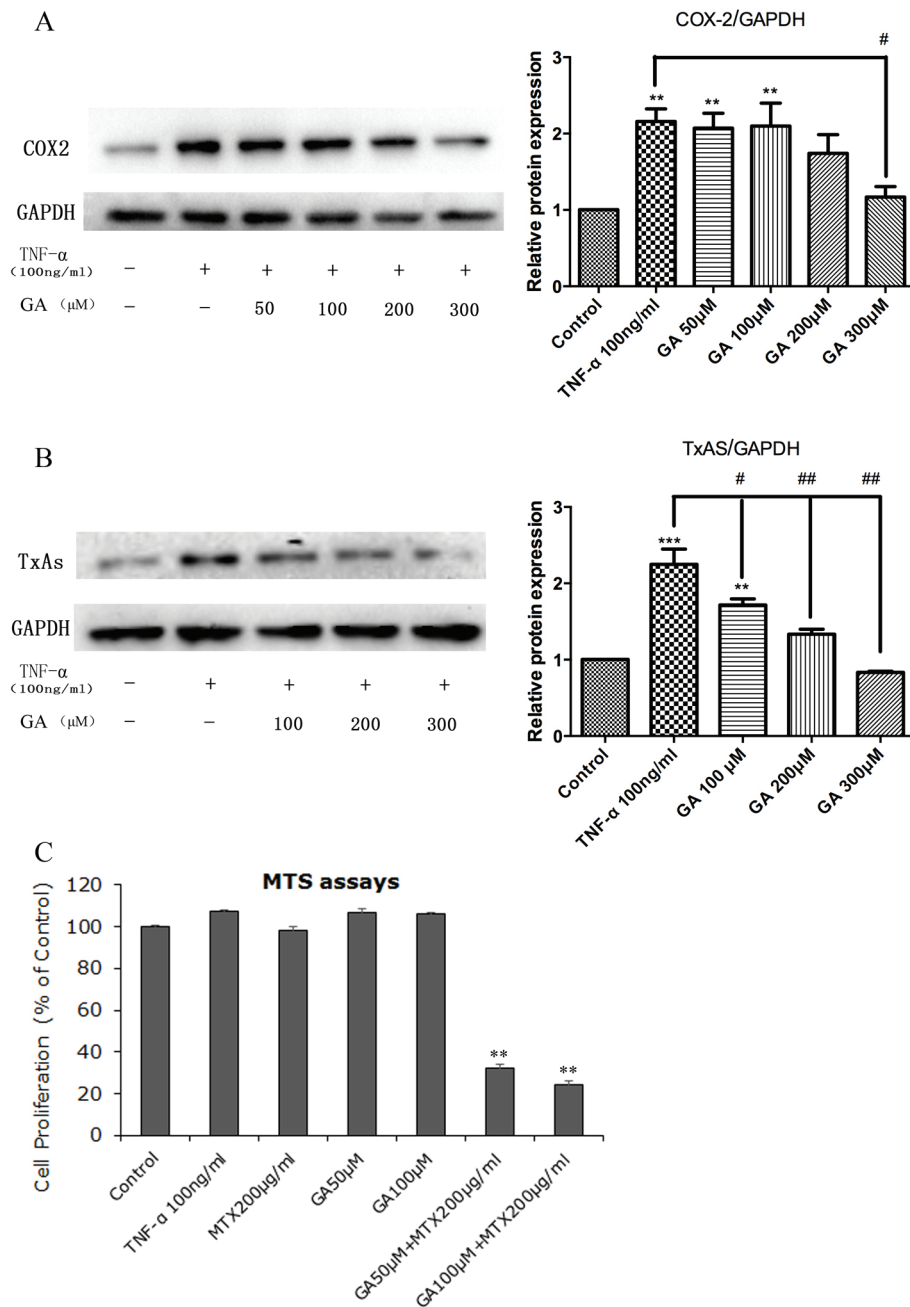 A
COX2
GAPDH
TNF-α
(100ng/ml)
− + + + + +
GA (μM)
− − 50 100 200 300
COX-2/GAPDH
#
Relative protein expression
3
2
1
0
** ** **
Control
TNF-α 100ng/ml
GA 50μM
GA 100μM
GA 200μM
GA 300μM
B
TxAs
GAPDH
TNF-α
(100ng/ml)
− + + + +
GA (μM)
− − 100 200 300
TxAS/GAPDH
# ## ##
Relative protein expression
3
2
1
0
***
**
Control
TNF-α 100ng/ml
GA 100 μM
GA 200μM
GA 300μM
C
MTS assays
Cell Proliferation (% of Control)
120
100
80
60
40
20
0
**
**
Control
TNF-α 100ng/ml
MTX200μg/ml
GA50μM
GA100μM
GA50μM+MTX200μg/ml
GA100μM+MTX200μg/ml